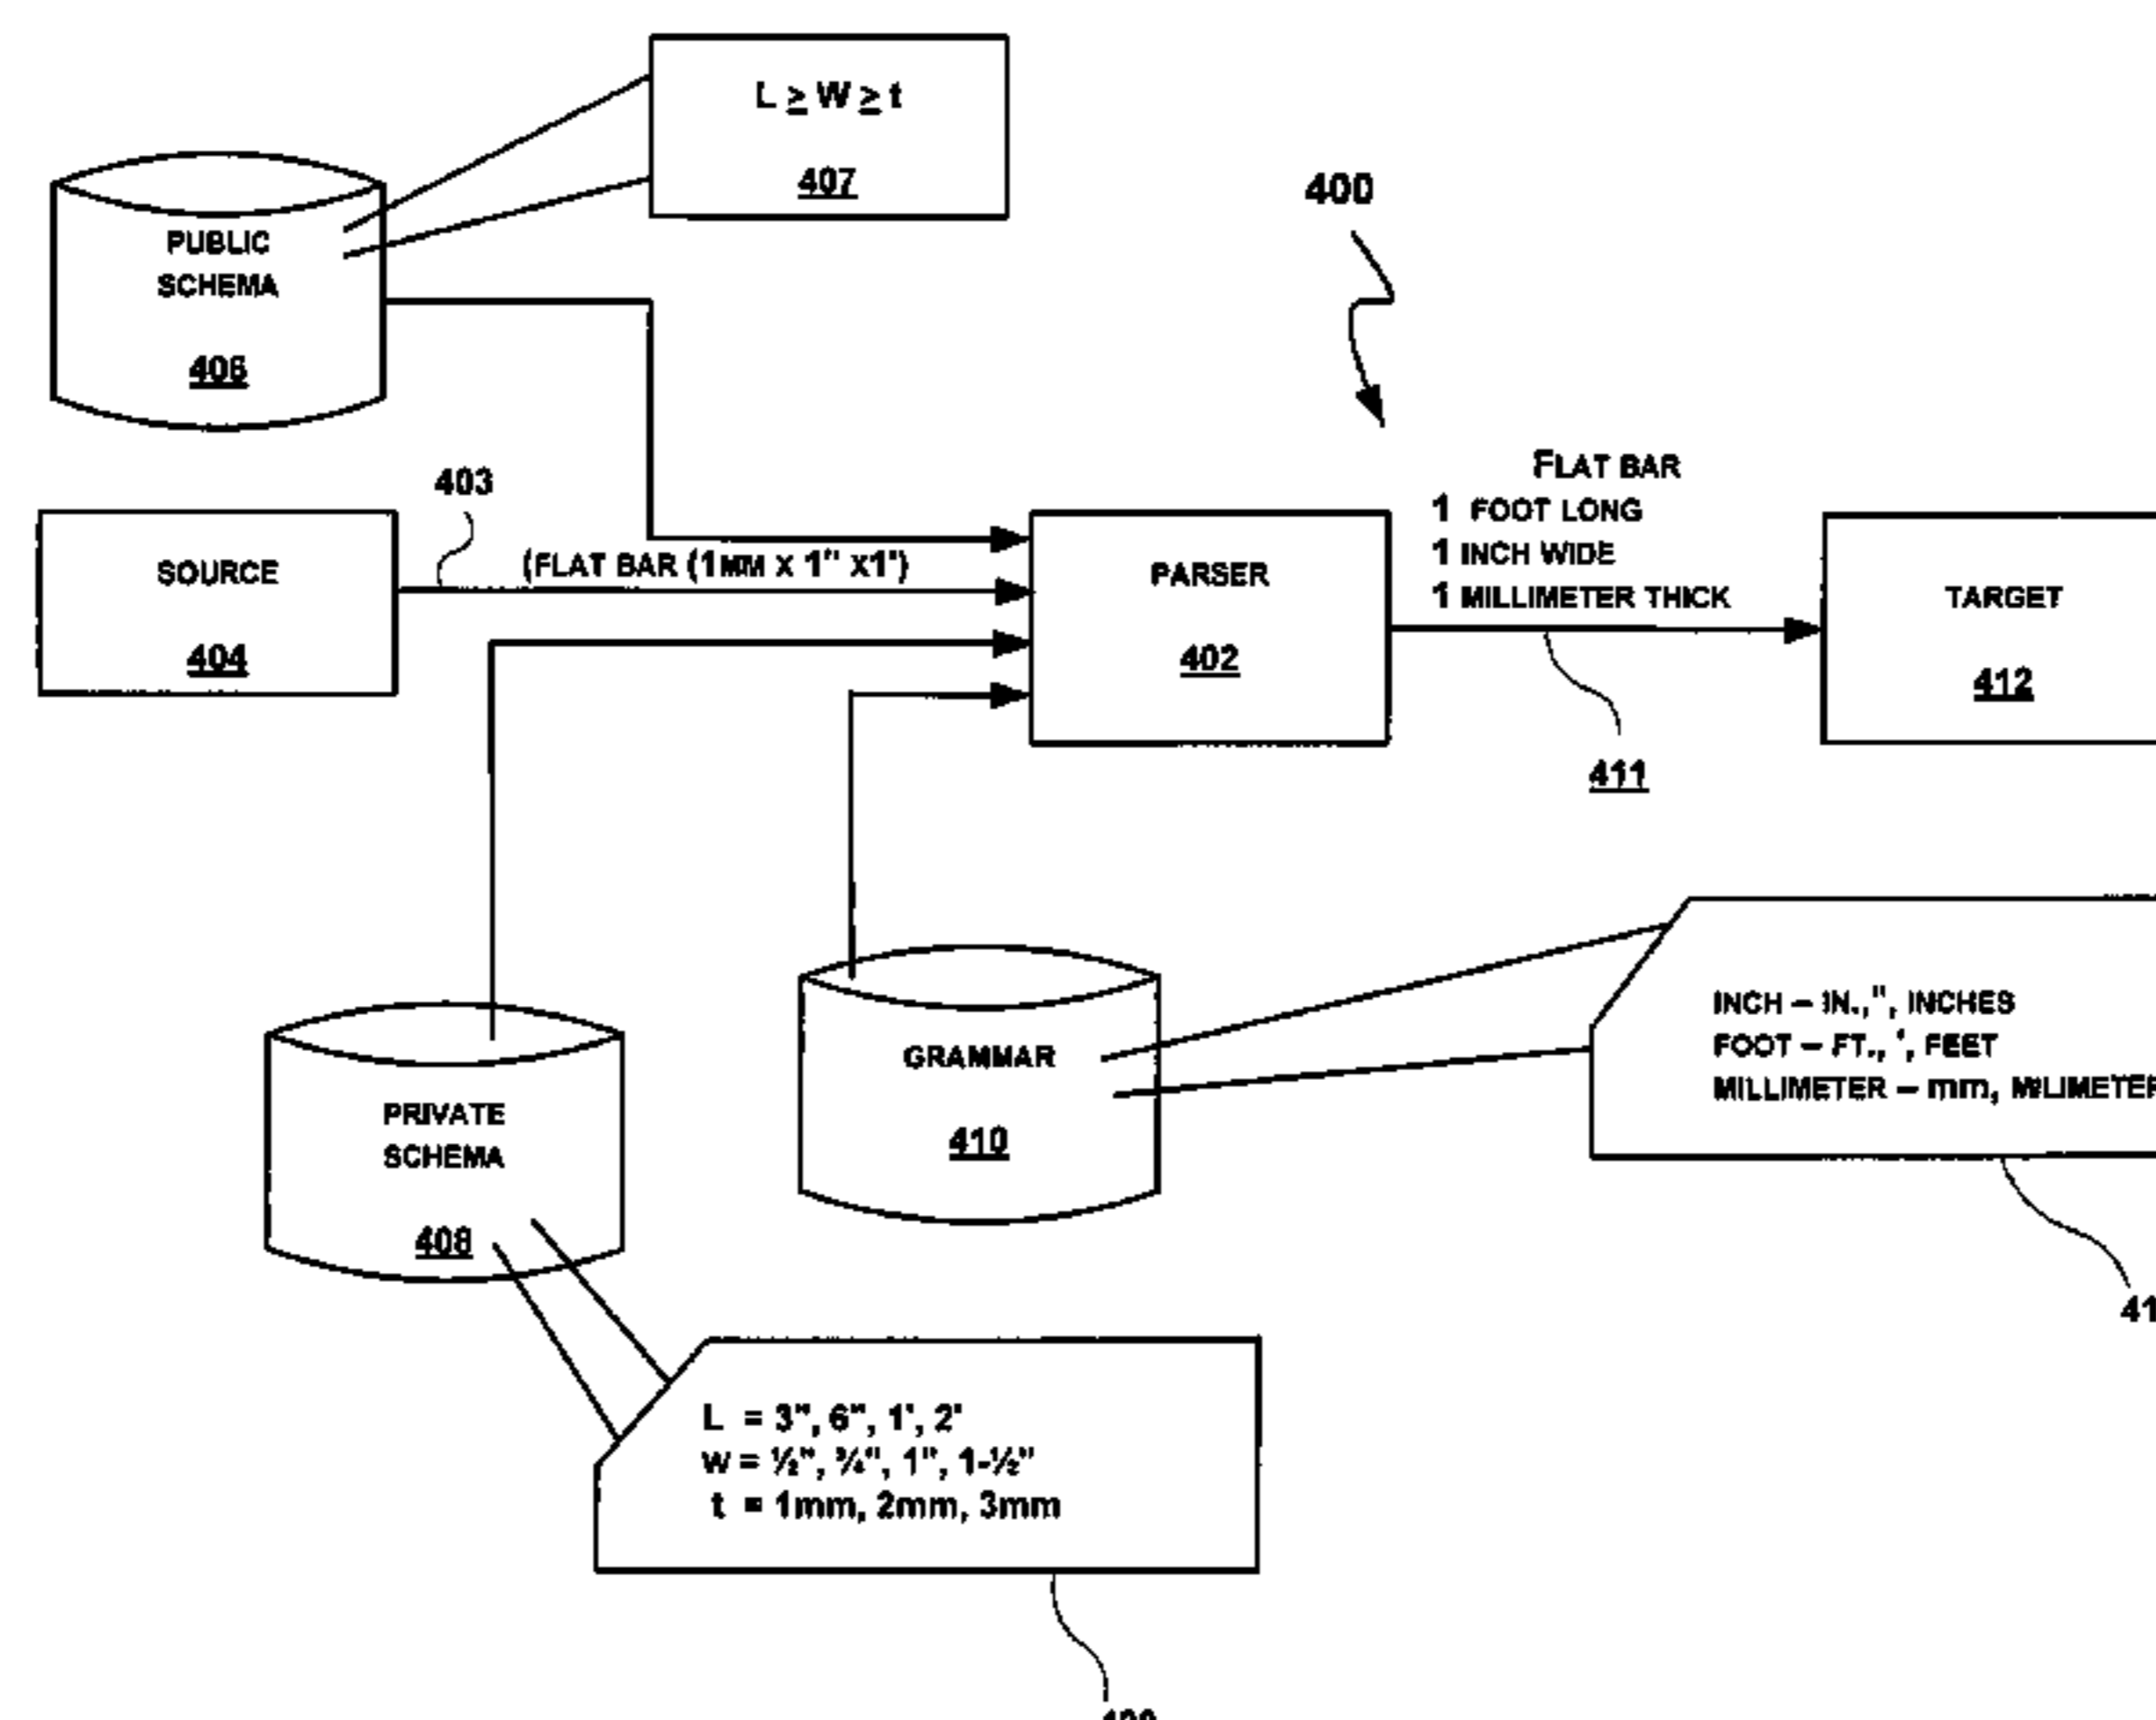 L ≥ W ≥ t
407
400
PUBLIC
SCHEMA
406
403
(FLAT BAR (1MM X 1" X1')
SOURCE
404
PARSER
402
FLAT BAR
1 FOOT LONG
1 INCH WIDE
1 MILLIMETER THICK
411
TARGET
412
GRAMMAR
410
INCH – IN.,", INCHES
FOOT – FT., ', FEET
MILLIMETER – mm,
PRIVATE
SCHEMA
408
L = 3", 6", 1', 2'
W = ½", ¾", 1", 1-½"
t = 1mm, 2mm, 3mm